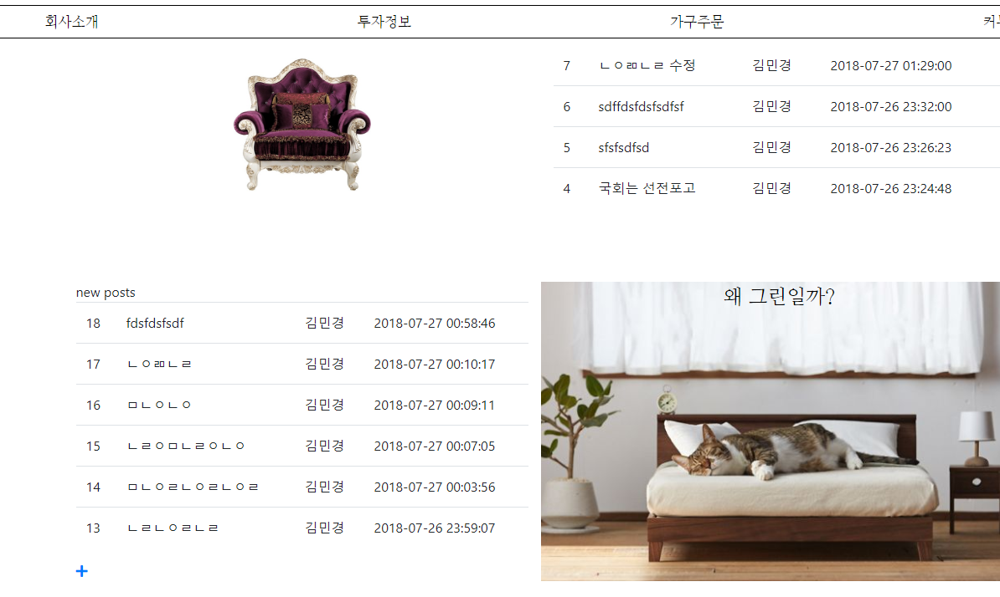 회사소개 투자정보 가구주문 커
7 ㄴㅇㄻㄴㄹ 수정 김민경 2018-07-27 01:29:00
6 sdffdsfdsfsdfsf 김민경 2018-07-26 23:32:00
5 sfsfsdfsd 김민경 2018-07-26 23:26:23
4 국회는 선전포고 김민경 2018-07-26 23:24:48
new posts
18 fdsfdsfsdf 김민경 2018-07-27 00:58:46
17 ㄴㅇㄻㄴㄹ 김민경 2018-07-27 00:10:17
16 ㅁㄴㅇㄴㅇ 김민경 2018-07-27 00:09:11
15 ㄴㄹㅇㅁㄴㄹㅇㄴㅇ 김민경 2018-07-27 00:07:05
14 ㅁㄴㅇㄹㄴㅇㄹㄴㅇㄹ 김민경 2018-07-27 00:03:56
13 ㄴㄹㄴㅇㄹㄴㄹ 김민경 2018-07-26 23:59:07
+
왜 그린일까?